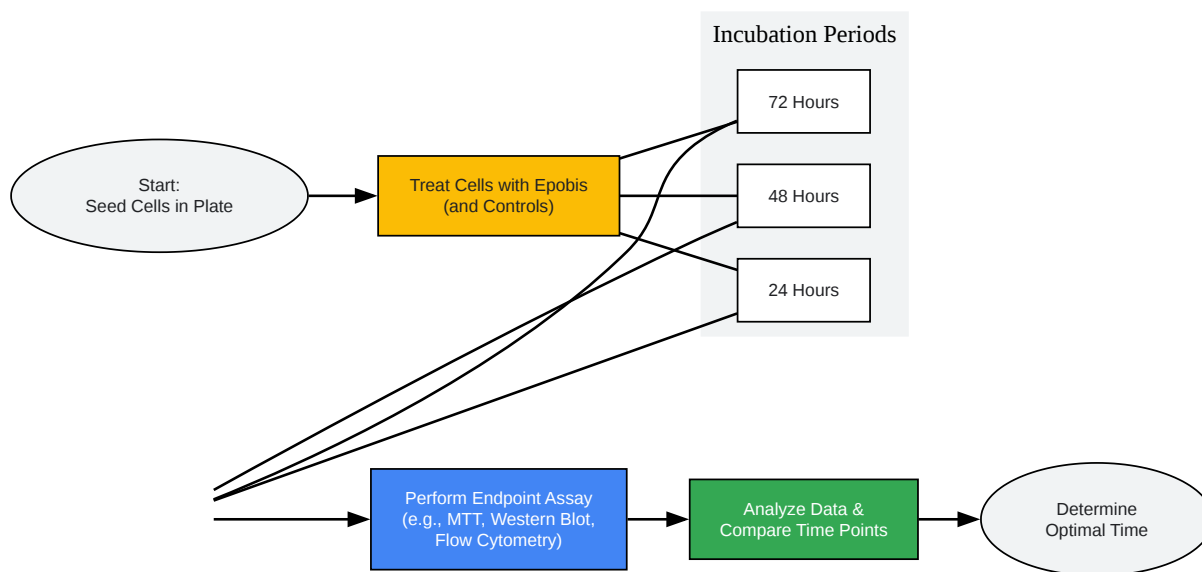 Incubation Periods
72 Hours
Start:
Seed Cells in Plate
Treat Cells with Epobis
(and Controls)
48 Hours
24 Hours
Perform Endpoint Assay
(e.g., MTT, Western Blot,
Flow Cytometry)
Analyze Data &
Compare Time Points
Determine
Optimal Time